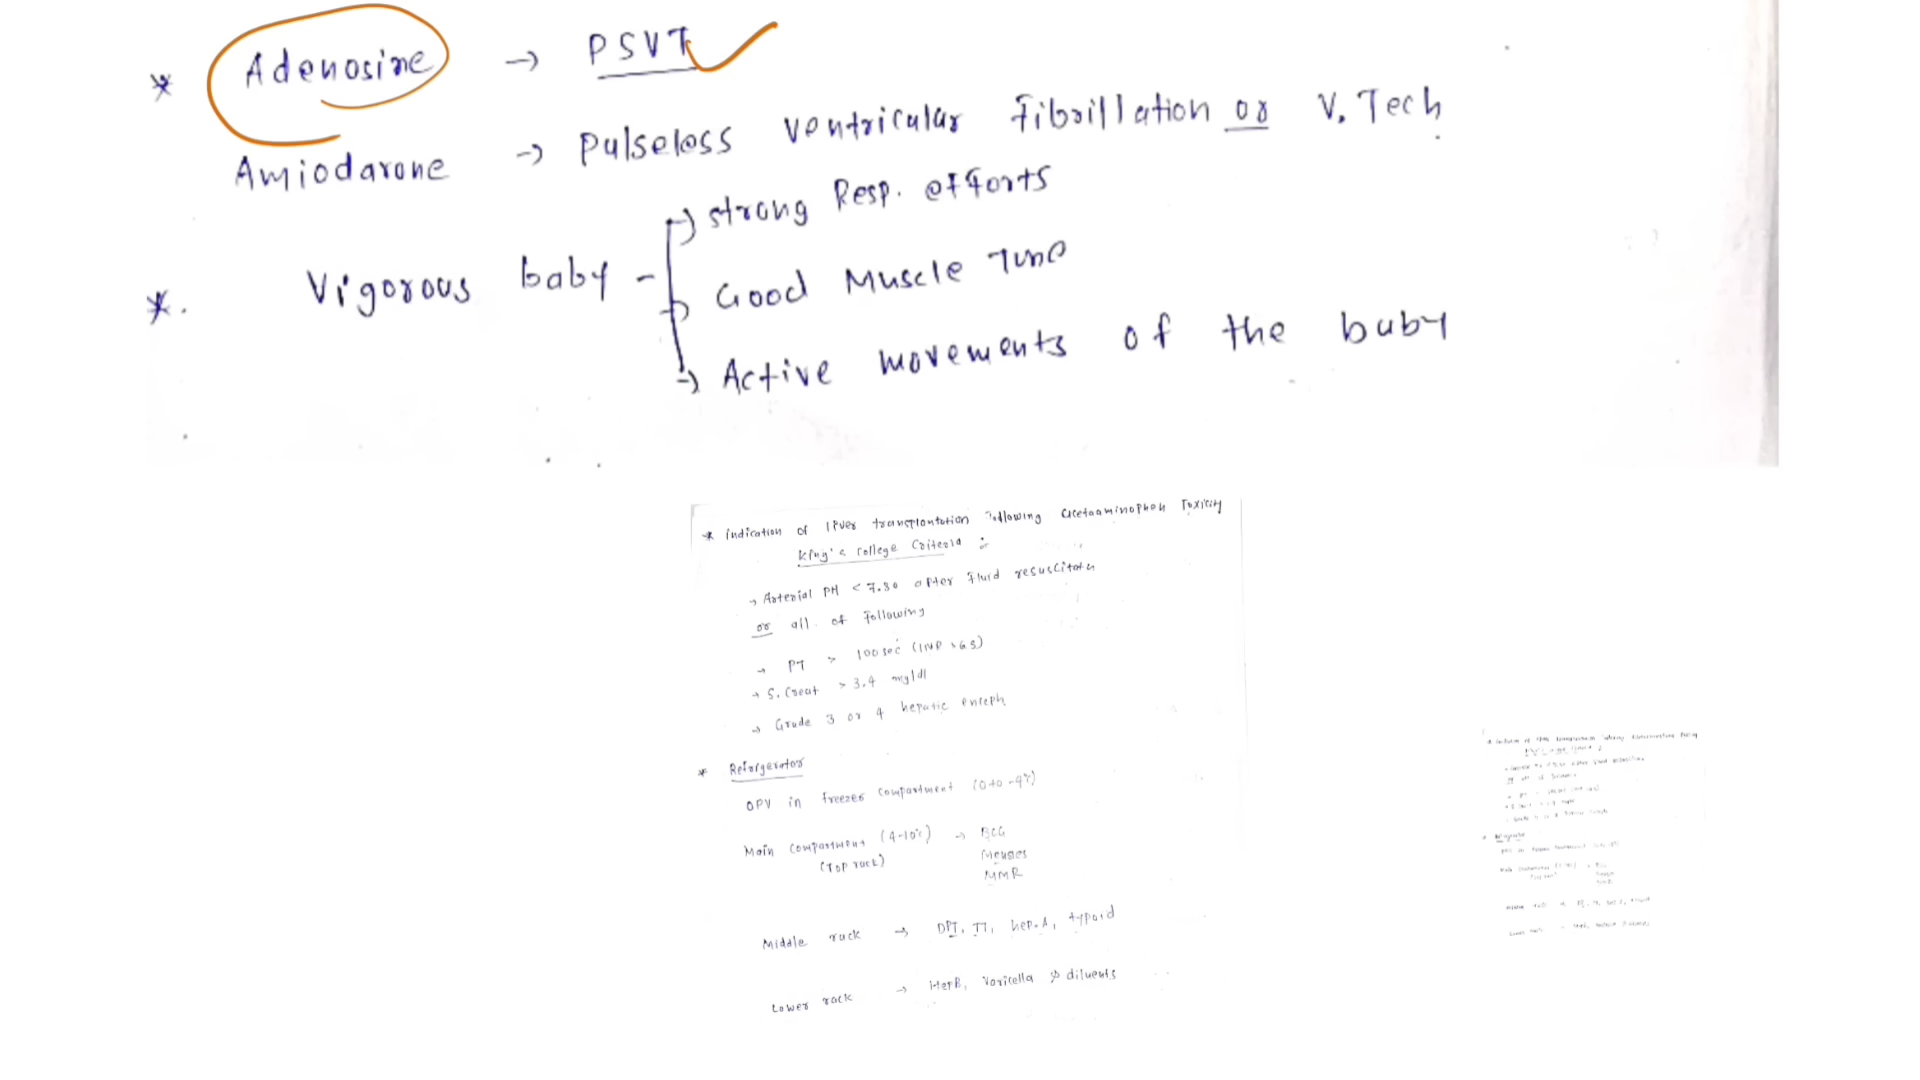 * Adenosine → PSVT
Amiodarone → Pulseless ventricular Fibrillation or V. Tech
*. Vigorous baby - → strong Resp. efforts
→ Good Muscle Tone
→ Active movements of the baby
* indication of liver transplantation Following acetaaminophen Toxicity
King's College Criteria :-
→ Arterial PH < 7.30 after Fluid resuscitatn
or all of Following
→ PT > 100 sec (INR > 6.5)
→ S. Creat > 3.4 mg/dl
→ Grade 3 or 4 hepatic enceph
* Refrigerator
OPV in freezer compartment (0 to -4°)
Main compartment (4-10°c) → BCG
(Top rack) Measles
MMR
Middle rack → DPT, TT, hep.A, typoid
Lower rack → HepB, Varicella & diluents